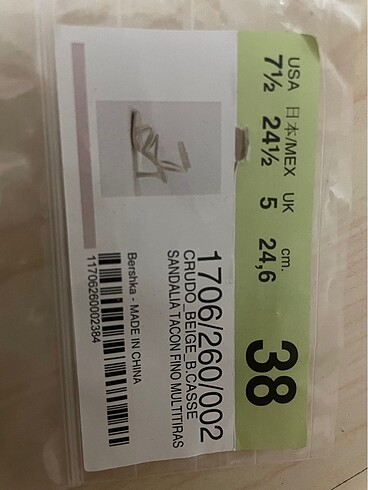 USA 日本/MEX UK cm.
7½ 24½ 5 24,6
38
1706/260/002
CRUDO_BEIGE_B.CASSE
SANDALIA TACON FINO MULTITIRAS
Bershka - MADE IN CHINA
11706260002384